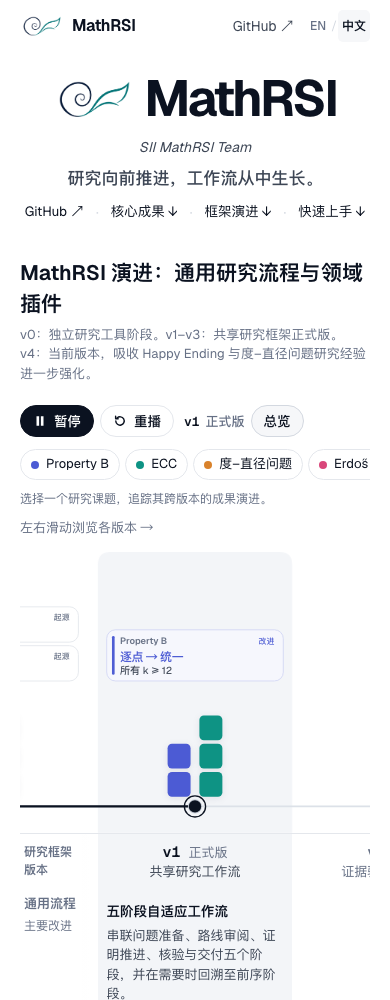 MathRSI
GitHub ↗
EN / 中文
MathRSI
SII MathRSI Team
研究向前推进，工作流从中生长。
GitHub ↗ · 核心成果 ↓ · 框架演进 ↓ · 快速上手 ↓
MathRSI 演进：通用研究流程与领域
插件
v0：独立研究工具阶段。v1–v3：共享研究框架正式版。
v4：当前版本，吸收 Happy Ending 与度–直径问题研究经验
进一步强化。
暂停 重播 v1 正式版 总览
Property B ECC 度–直径问题 Erdős
选择一个研究课题，追踪其跨版本的成果演进。
左右滑动浏览各版本 →
起源
Property B 改进
逐点 → 统一
所有 k ⩾ 12
起源
研究框架
版本
v1 正式版
共享研究工作流
通用流程
主要改进
五阶段自适应工作流
串联问题准备、路线审阅、证
明推进、核验与交付五个阶
段，并在需要时回溯至前序阶
段。